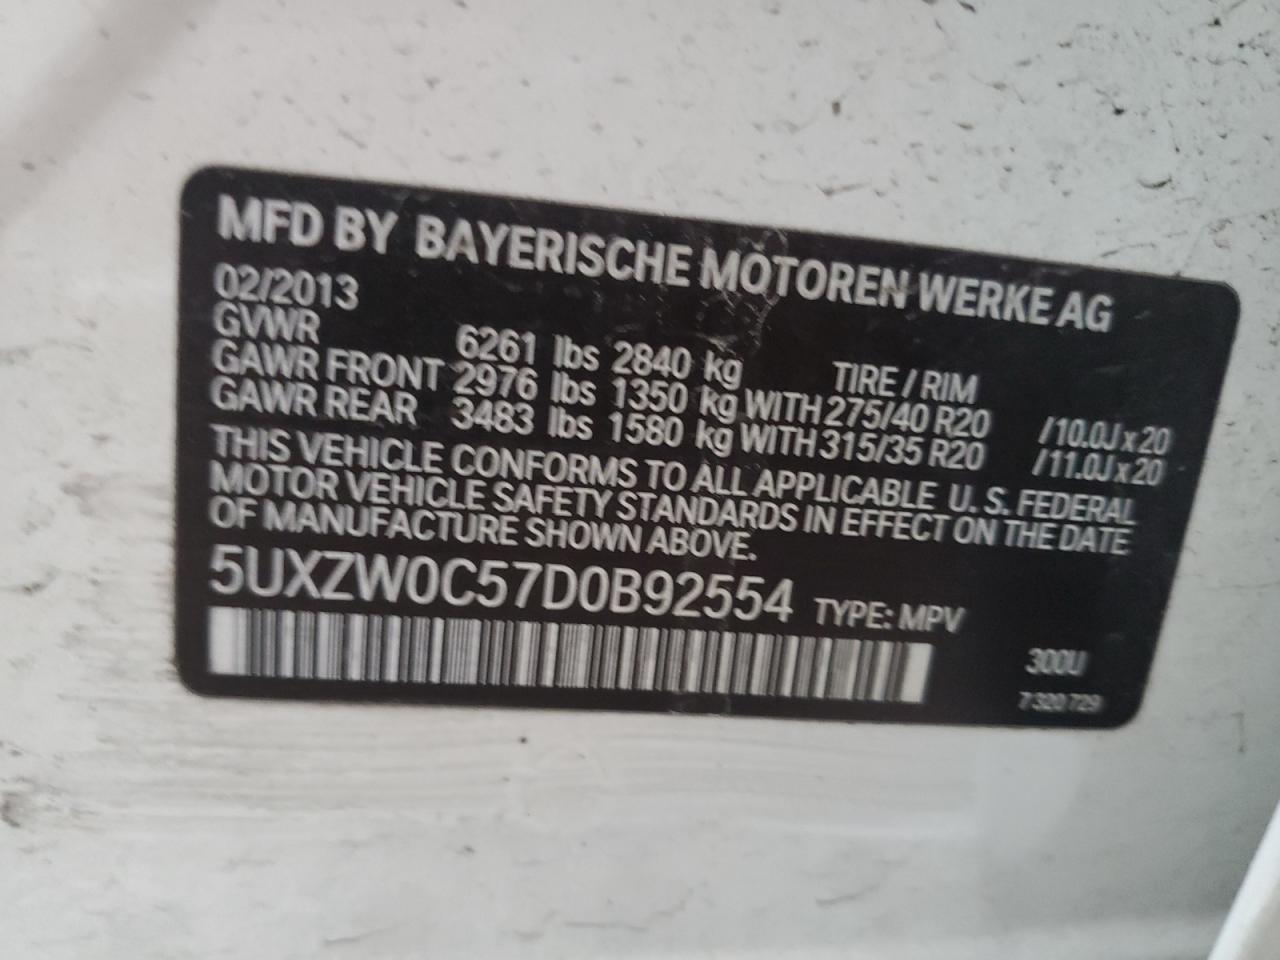 MFD BY BAYERISCHE MOTOREN WERKE AG
02/2013
GVWR 6261 lbs 2840 kg TIRE / RIM
GAWR FRONT 2976 lbs 1350 kg WITH 275/40 R20 /10.0J x 20
GAWR REAR 3483 lbs 1580 kg WITH 315/35 R20 /11.0J x 20
THIS VEHICLE CONFORMS TO ALL APPLICABLE U. S. FEDERAL
MOTOR VEHICLE SAFETY STANDARDS IN EFFECT ON THE DATE
OF MANUFACTURE SHOWN ABOVE.
5UXZW0C57D0B92554 TYPE: MPV
300U
7 320 729